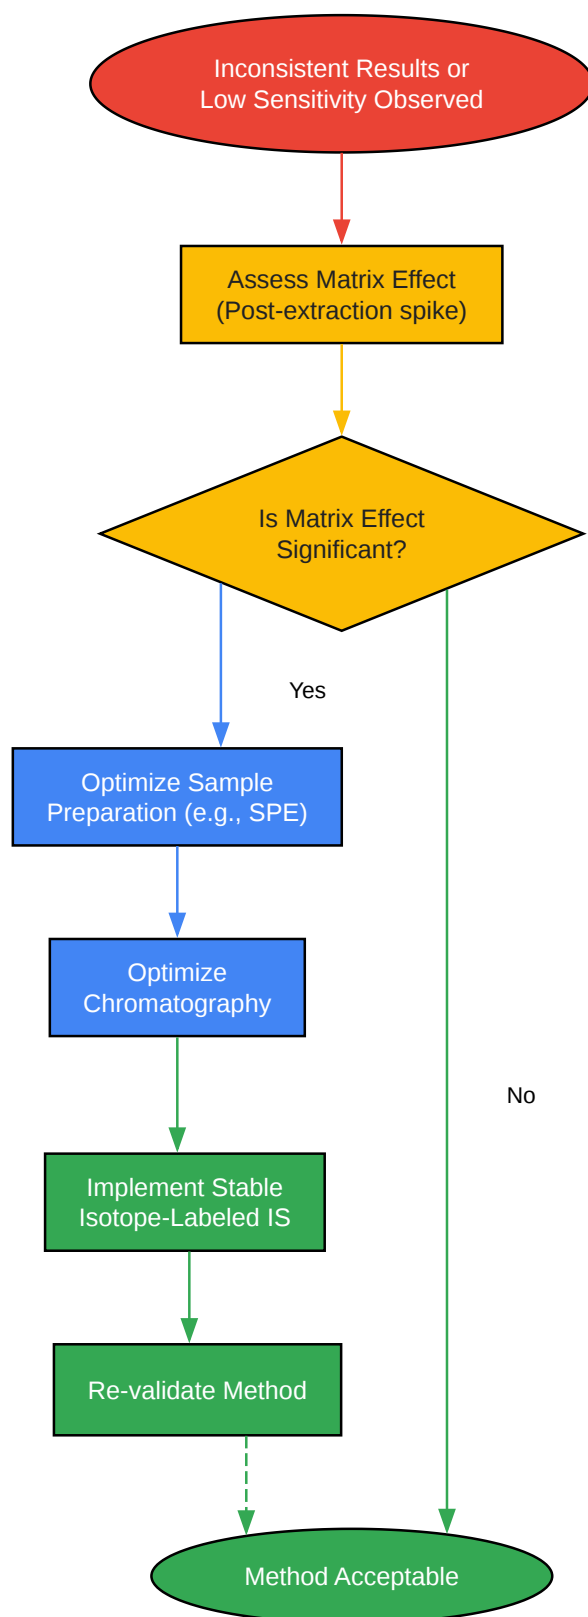 Inconsistent Results or
Low Sensitivity Observed
Assess Matrix Effect
(Post-extraction spike)
Is Matrix Effect
Significant?
Yes
Optimize Sample
Preparation (e.g., SPE)
Optimize
Chromatography
No
Implement Stable
Isotope-Labeled IS
Re-validate Method
Method Acceptable